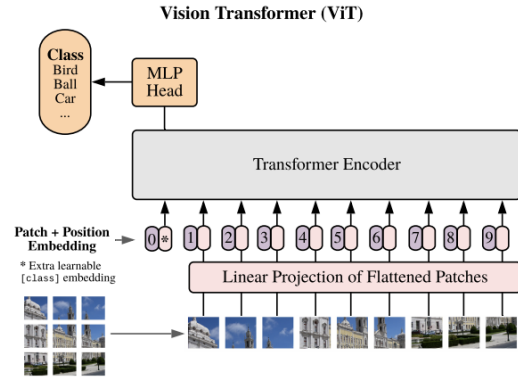 Vision Transformer (ViT)
Class
Bird
Ball
Car
...
MLP
Head
Transformer Encoder
Patch + Position
Embedding
* Extra learnable
[class] embedding
0 * 1 2 3 4 5 6 7 8 9
Linear Projection of Flattened Patches